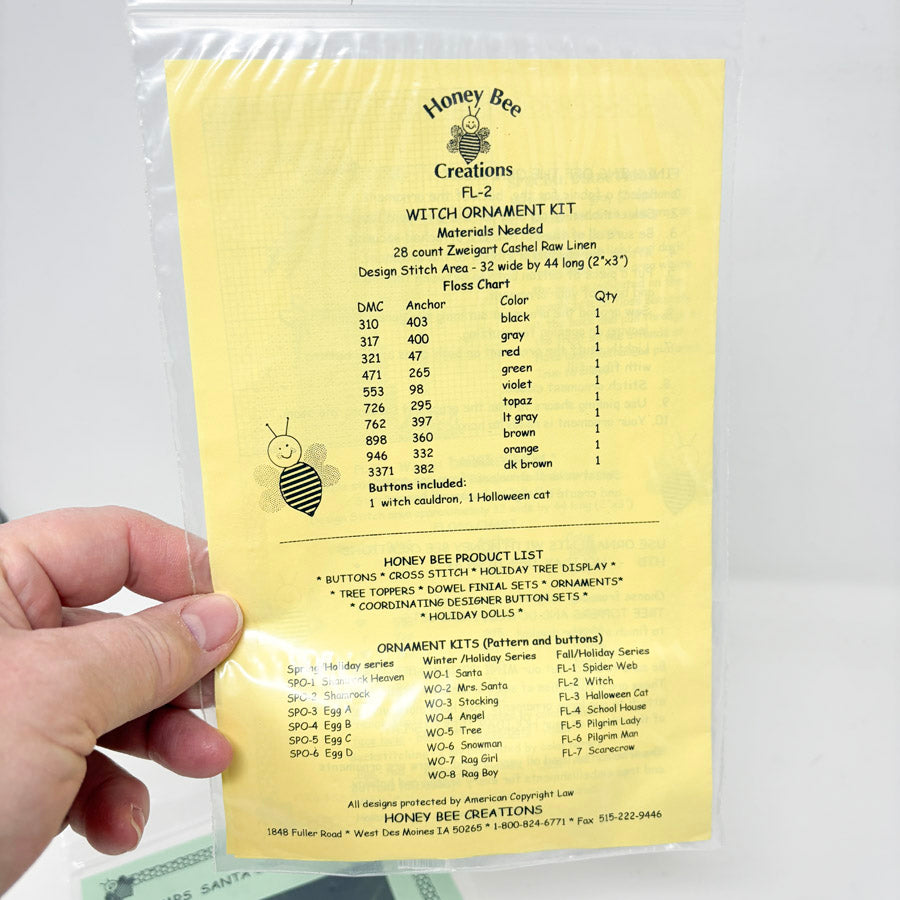 Honey Bee
Creations
FL-2
WITCH ORNAMENT KIT
Materials Needed
28 count Zweigart Cashel Raw Linen
Design Stitch Area - 32 wide by 44 long (2"x3")
Floss Chart
DMC Anchor Color Qty
310 403 black 1
317 400 gray 1
321 47 red 1
471 265 green 1
553 98 violet 1
726 295 topaz 1
762 397 lt gray 1
898 360 brown 1
946 332 orange 1
3371 382 dk brown 1
Buttons included:
1 witch cauldron, 1 Holloween cat
HONEY BEE PRODUCT LIST
* BUTTONS * CROSS STITCH * HOLIDAY TREE DISPLAY *
* TREE TOPPERS * DOWEL FINIAL SETS * ORNAMENTS*
* COORDINATING DESIGNER BUTTON SETS *
* HOLIDAY DOLLS *
ORNAMENT KITS (Pattern and buttons)
Spring/Holiday series
SPO-1 Shamrock Heaven
SPO-2 Shamrock
SPO-3 Egg A
SPO-4 Egg B
SPO-5 Egg C
SPO-6 Egg D
Winter /Holiday Series
WO-1 Santa
WO-2 Mrs. Santa
WO-3 Stocking
WO-4 Angel
WO-5 Tree
WO-6 Snowman
WO-7 Rag Girl
WO-8 Rag Boy
Fall/Holiday Series
FL-1 Spider Web
FL-2 Witch
FL-3 Halloween Cat
FL-4 School House
FL-5 Pilgrim Lady
FL-6 Pilgrim Man
FL-7 Scarecrow
All designs protected by American Copyright Law
HONEY BEE CREATIONS
1848 Fuller Road * West Des Moines IA 50265 * 1-800-824-6771 * Fax 515-222-9446
MRS SANTA